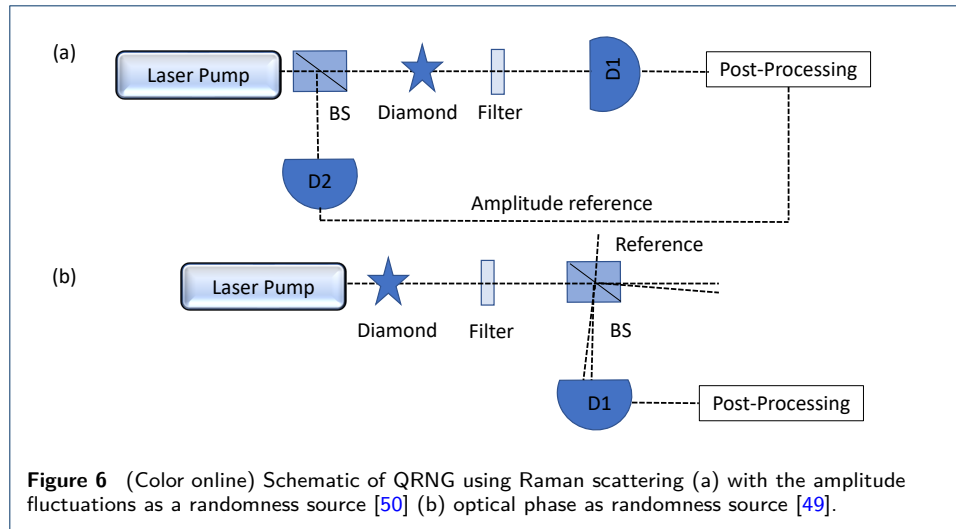 (a)
Laser Pump
BS
Diamond
Filter
D1
Post-Processing
D2
Amplitude reference
Reference
(b)
Laser Pump
Diamond
Filter
BS
D1
Post-Processing
Figure 6 (Color online) Schematic of QRNG using Raman scattering (a) with the amplitude
fluctuations as a randomness source [50] (b) optical phase as randomness source [49].